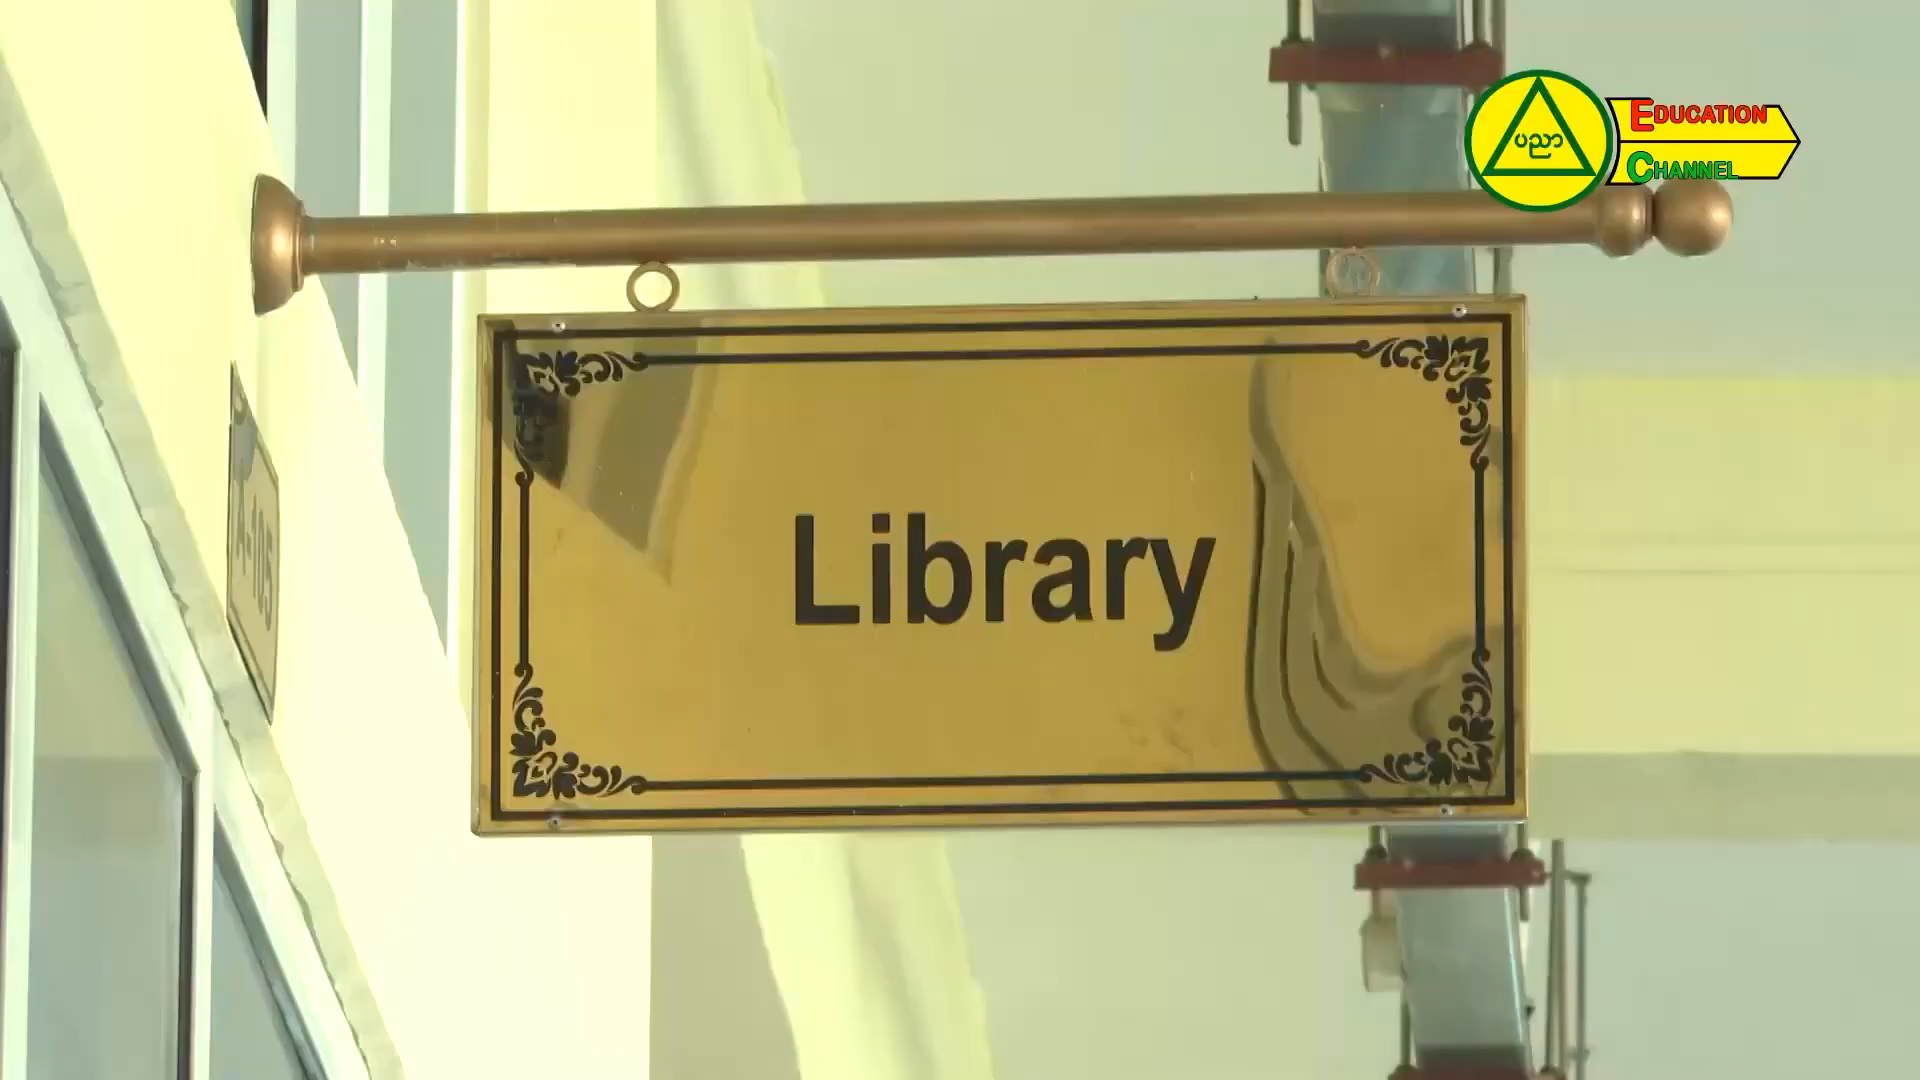 ပညာ
EDUCATION
CHANNEL
Library
A-105